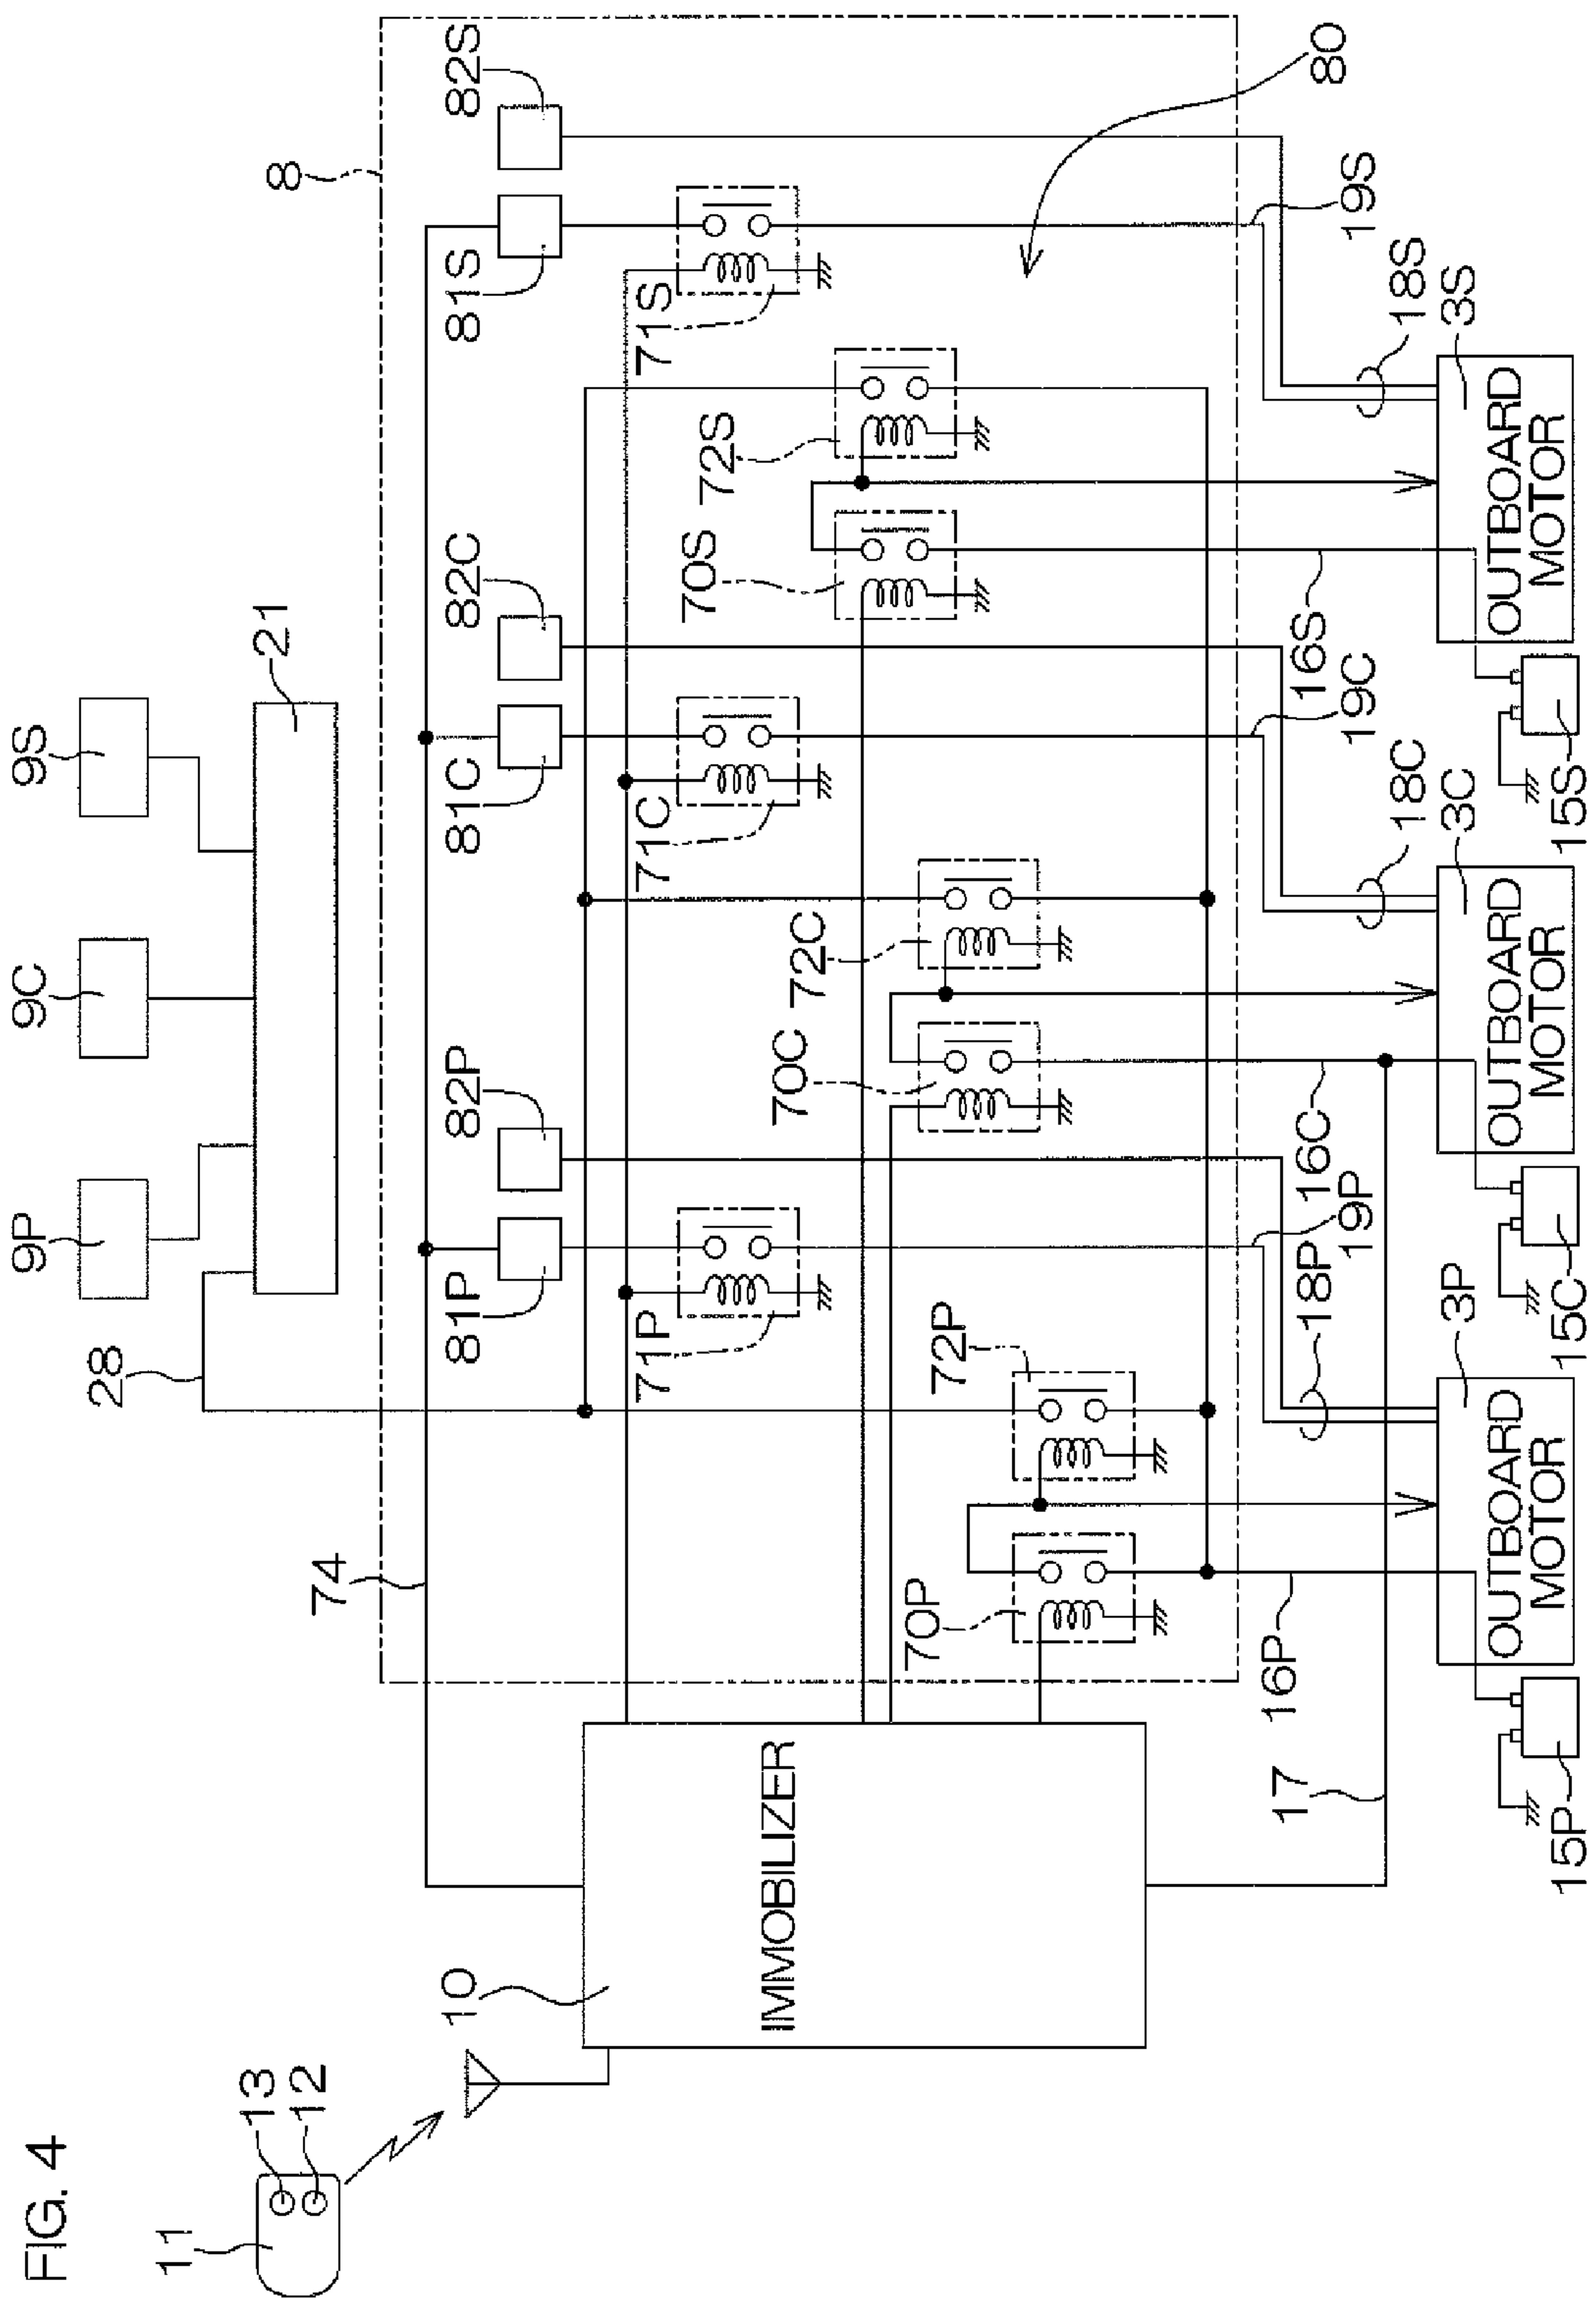 FIG. 4
11
13
12
10
IMMOBILIZER
74
28
9P
9C
9S
21
8
81P
82P
81C
82C
81S
82S
71P
71C
71S
70P
72P
70C
72C
70S
72S
80
16P
17
18P
19P
16C
18C
19C
16S
18S
19S
15P
3P
OUTBOARD
MOTOR
15C
3C
OUTBOARD
MOTOR
15S
3S
OUTBOARD
MOTOR